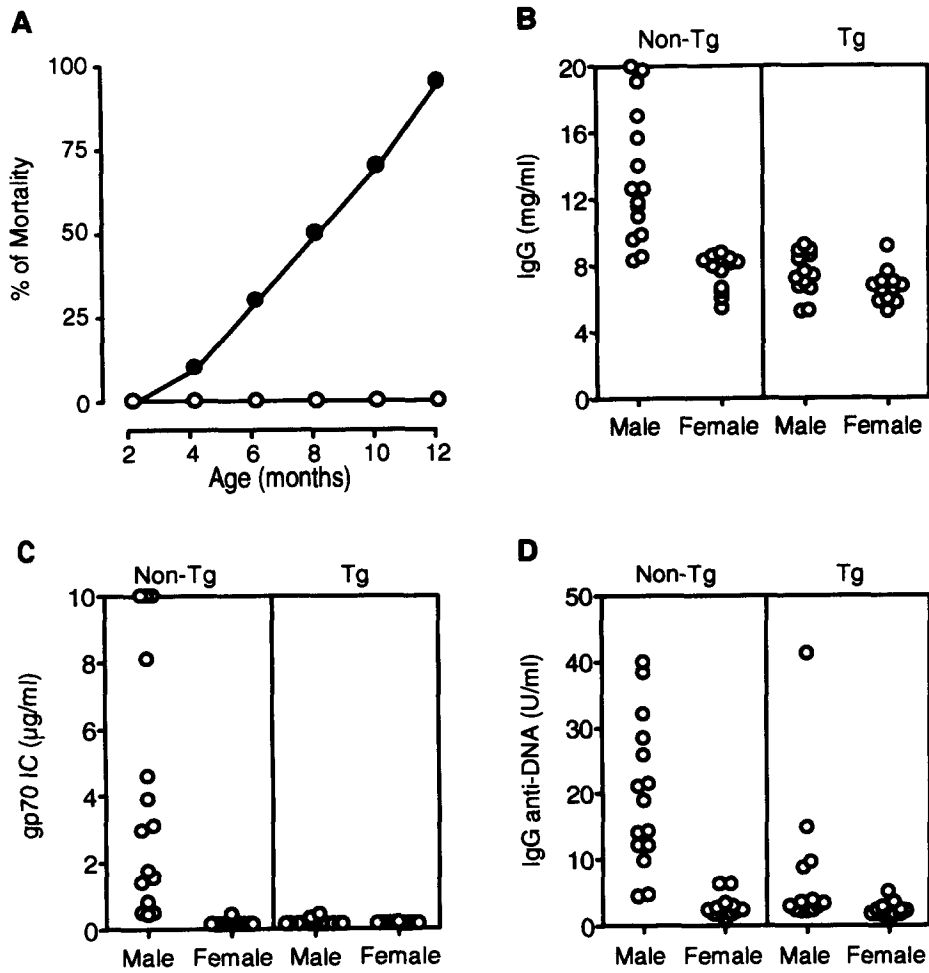 A
100
75
50
25
0
% of Mortality
2 4 6 8 10 12
Age (months)
B
Non-Tg Tg
20
16
12
8
4
0
IgG (mg/ml)
Male Female Male Female
C
Non-Tg Tg
10
8
6
4
2
0
gp70 IC (µg/ml)
Male Female Male Female
D
Non-Tg Tg
50
40
30
20
10
0
IgG anti-DNA (U/ml)
Male Female Male Female